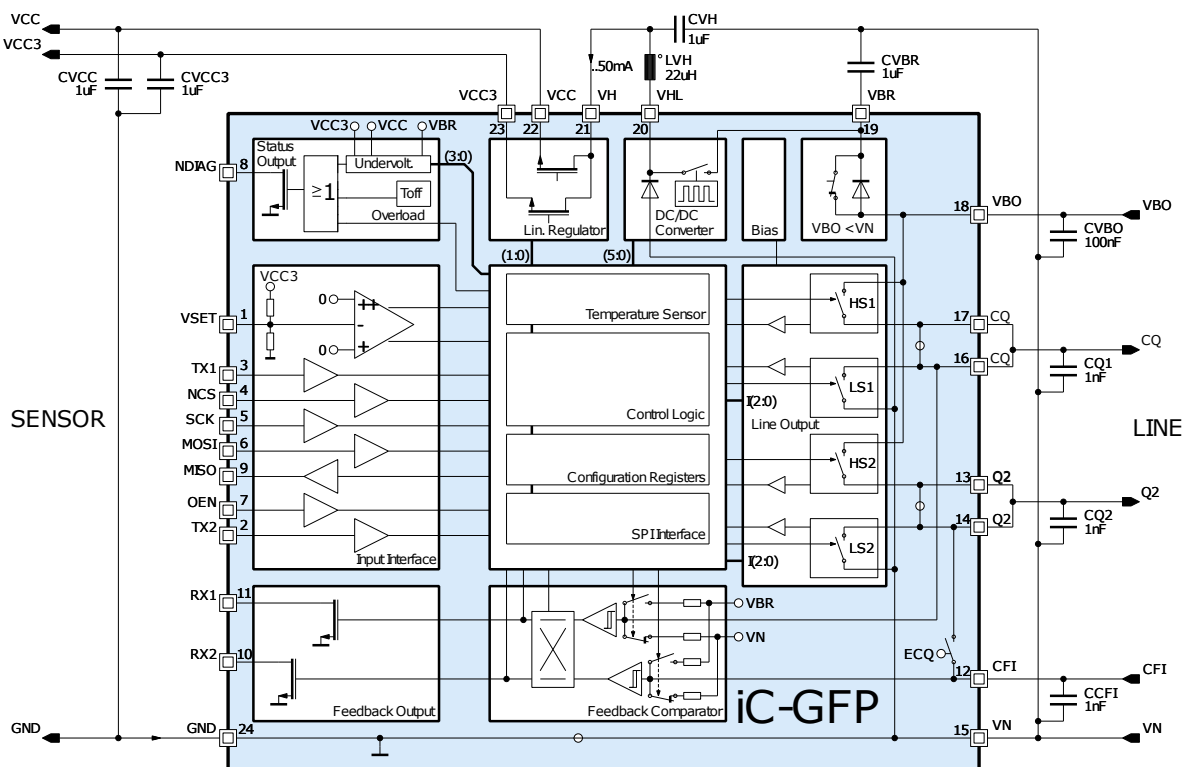 VCC
VCC3
CVH
1uF
CVCC
1uF
CVCC3
1uF
..50mA
LVH
22uH
CVBR
1uF
VCC3
VCC
VH
VHL
VBR
23
22
21
20
19
VCC3
VCC
VBR
Status
Output
Undervolt.
(3:0)
≥1
Toff
Overload
Lin. Regulator
DC/DC
Converter
Bias
VBO <VN
NDIAG
8
18
VBO
VBO
CVBO
100nF
(1:0)
(5:0)
VCC3
0
++
-
0
+
VSET
1
TX1
3
NCS
4
SCK
5
MOSI
6
MISO
9
OEN
7
TX2
2
Input Interface
SENSOR
Temperature Sensor
Control Logic
Configuration Registers
SPI Interface
HS1
LS1
I(2:0)
Line Output
HS2
LS2
I(2:0)
17
CQ
16
CQ
CQ
CQ1
1nF
LINE
13
Q2
14
Q2
Q2
CQ2
1nF
RX1
11
RX2
10
Feedback Output
VBR
VN
Feedback Comparator
ECQ
12
CFI
CFI
CCFI
1nF
iC-GFP
GND
GND
24
15
VN
VN